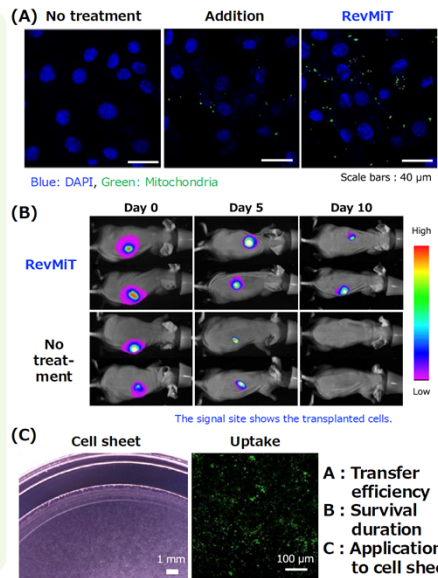 (A) No treatment Addition RevMiT
Blue: DAPI, Green: Mitochondria Scale bars : 40 µm
(B) Day 0 Day 5 Day 10
RevMiT
No
treat-
ment
High
Low
The signal site shows the transplanted cells.
(C) Cell sheet Uptake
1 mm
100 µm
A : Transfer
efficiency
B : Survival
duration
C : Application
to cell shee